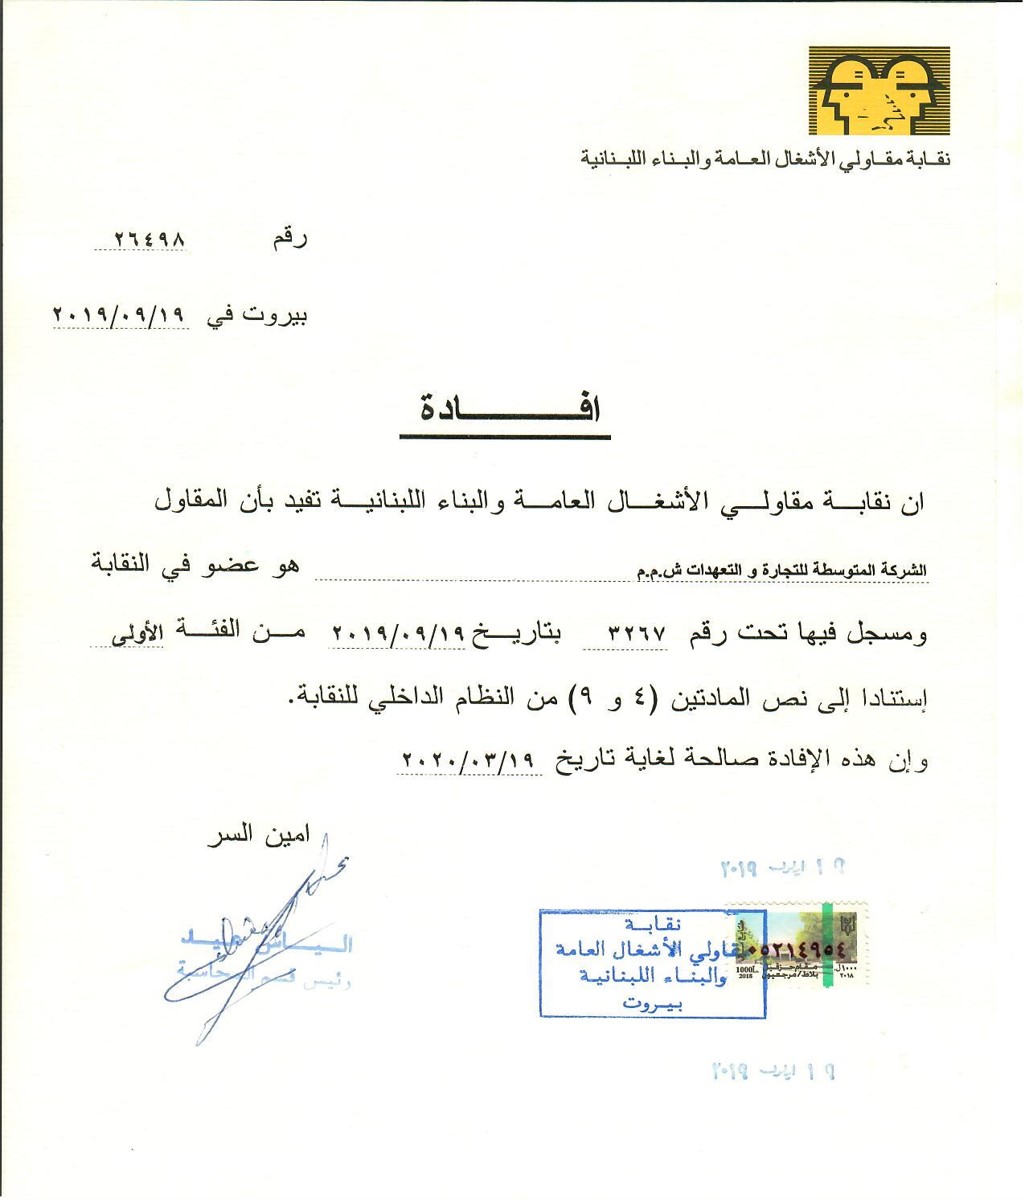 نقابة مقاولي الأشغال العامة والبناء اللبنانية
رقم ٢٦٤٩٨
بيروت في ٢٠١٩/٠٩/١٩
افادة
ان نقابة مقاولي الأشغال العامة والبناء اللبنانية تفيد بأن المقاول
الشركة المتوسطة للتجارة و التعهدات ش.م.م هو عضو في النقابة
ومسجل فيها تحت رقم ٣٢٦٧ بتاريخ ٢٠١٩/٠٩/١٩ من الفئة الأولى
إستنادا إلى نص المادتين (٤ و ٩) من النظام الداخلي للنقابة.
وإن هذه الإفادة صالحة لغاية تاريخ ٢٠٢٠/٠٣/١٩
امين السر
١٩ ايلول ٢٠١٩
الياس
رئيس قسم المحاسبة
نقابة
مقاولي الأشغال العامة
والبناء اللبنانية
بيروت
٠٥٢١٤٩٥٤
1000L.
2018
ل١٠٠٠
٢٠١٨
١٩ ايلول ٢٠١٩